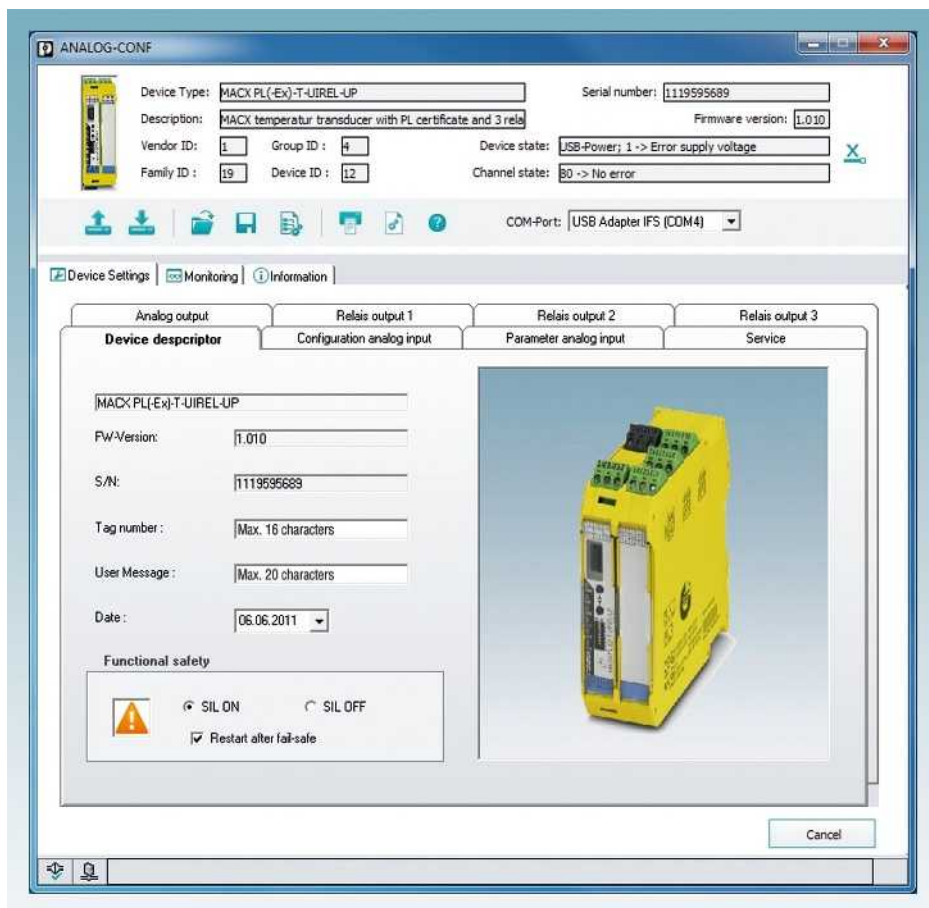 ANALOG-CONF
Device Type: MACX PL(-Ex)-T-UIREL-UP Serial number: 1119595689
Description: MACX temperatur transducer with PL certificate and 3 rela Firmware version: 1.010
Vendor ID: 1 Group ID : 4 Device state: USB-Power; 1 -> Error supply voltage
Family ID : 19 Device ID : 12 Channel state: 80 -> No error
COM-Port: USB Adapter IFS (COM4)
Device Settings Monitoring Information
Analog output Relais output 1 Relais output 2 Relais output 3
Device despcriptor Configuration analog input Parameter analog input Service
MACX PL(-Ex)-T-UIREL-UP
FW-Version: 1.010
S/N: 1119595689
Tag number : Max. 16 characters
User Message : Max. 20 characters
Date : 06.06.2011
Functional safety
SIL ON SIL OFF
Restart after fail-safe
Cancel